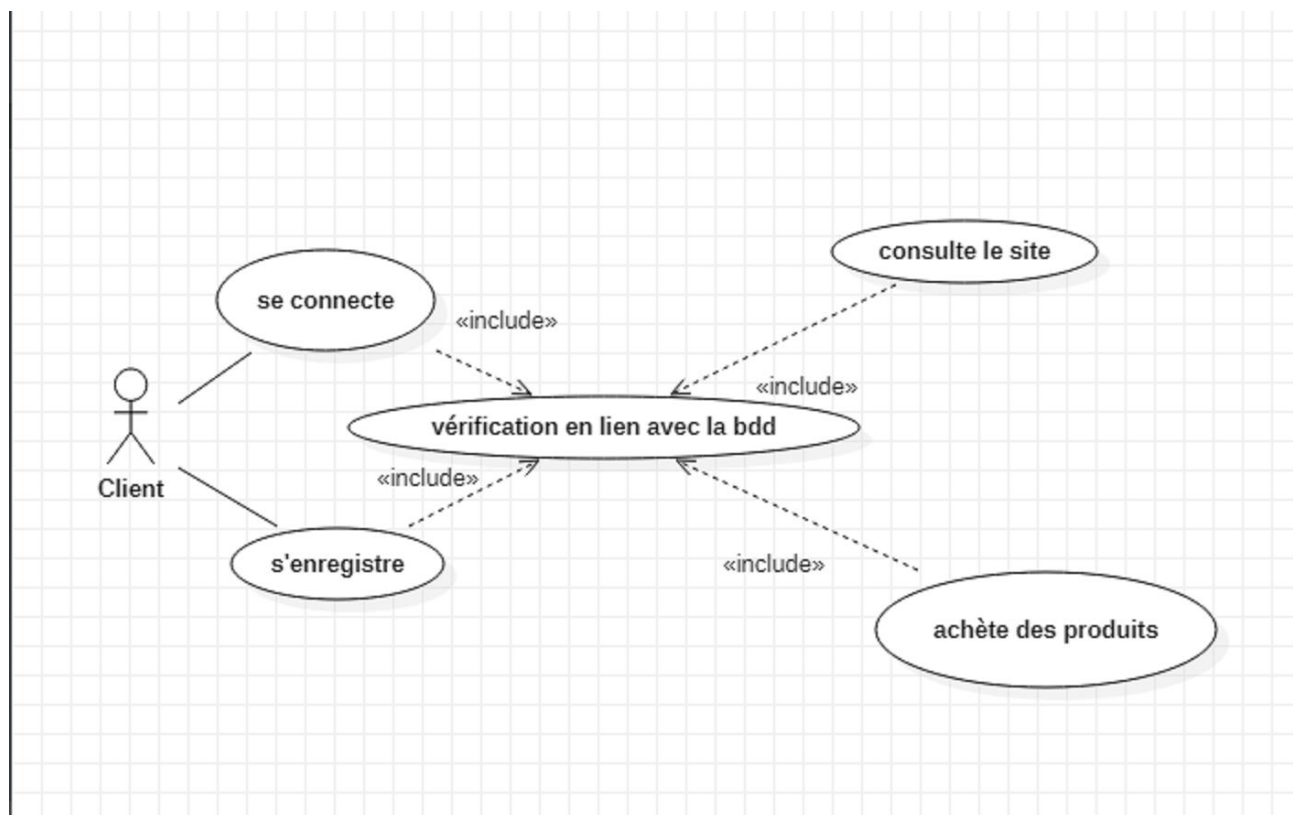 consulte le site
se connecte
«include»
«include»
vérification en lien avec la bdd
«include»
Client
s'enregistre
«include»
achète des produits